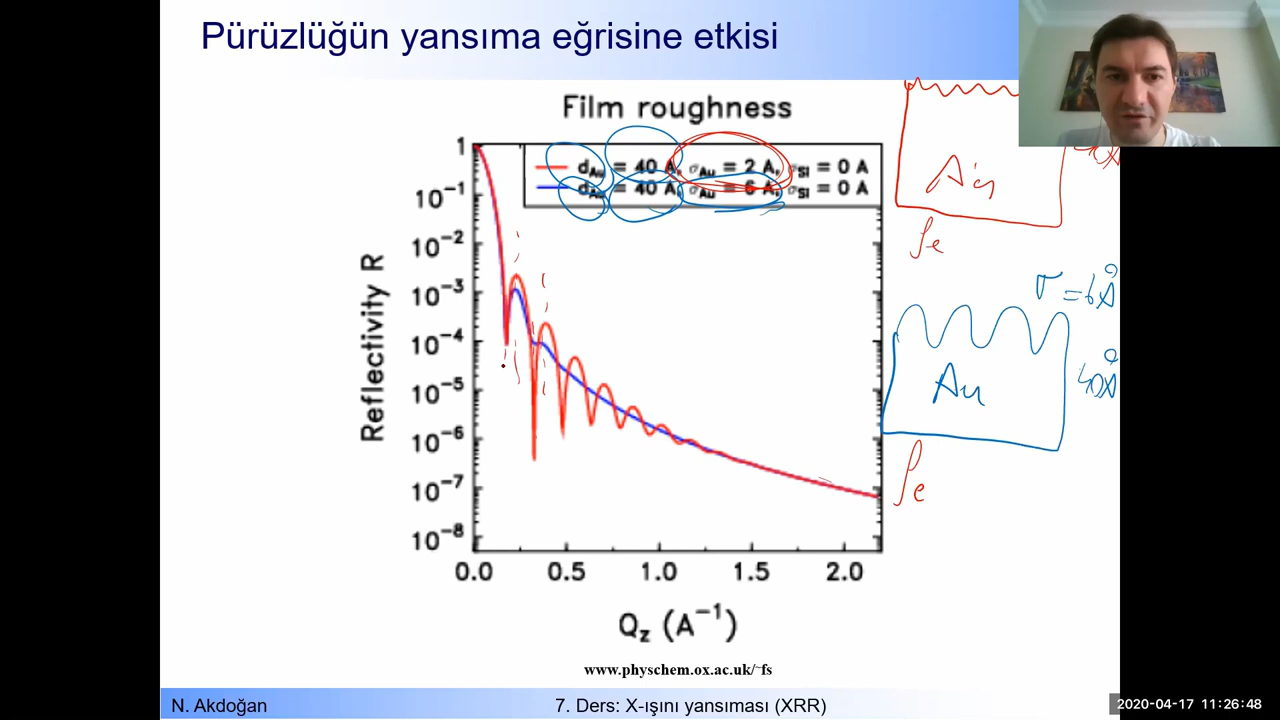 Pürüzlüğün yansıma eğrisine etkisi
Film roughness
d_Au = 40 A, σ_Au = 2 A, σ_Si = 0 A
d_Au = 40 A, σ_Au = 6 A, σ_Si = 0 A
1
10⁻¹
10⁻²
10⁻³
10⁻⁴
10⁻⁵
10⁻⁶
10⁻⁷
10⁻⁸
Reflectivity R
0.0 0.5 1.0 1.5 2.0
Q_z (A⁻¹)
ρe
σ = 6Å
Au
40Å
ρe
www.physchem.ox.ac.uk/~fs
N. Akdoğan
7. Ders: X-ışını yansıması (XRR)
2020-04-17 11:26:48